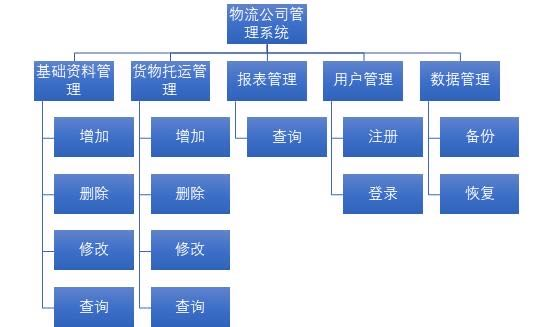 物流公司管
理系统
基础资料管
理
货物托运管
理
报表管理
用户管理
数据管理
增加
增加
查询
注册
备份
删除
删除
登录
恢复
修改
修改
查询
查询